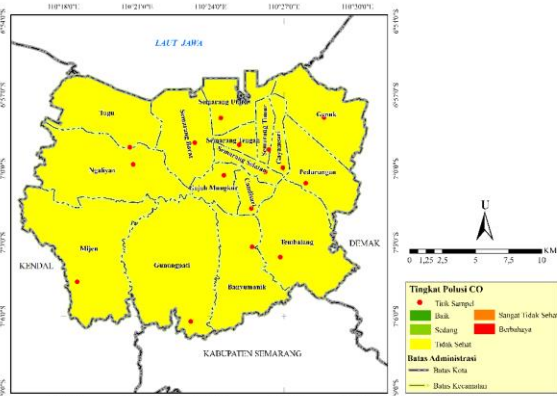 110°18'0"E 110°21'0"E 110°24'0"E 110°27'0"E 110°30'0"E
LAUT JAWA
Semarang Utara
Tugu
Genuk
Semarang Barat
Semarang Timur
Semarang Tengah
Gayamsari
Ngaliyan
Semarang Selatan
Pedurungan
Gajah Mungkur
Candisari
U
Mijen
Tembalang
DEMAK
KENDAL
Gunungpati
Banyumanik
0 1,25 2,5 5 7,5 10
KM
KABUPATEN SEMARANG
Tingkat Polusi CO
Titik Sampel
Baik
Sangat Tidak Sehat
Sedang
Berbahaya
Tidak Sehat
Batas Administrasi
Batas Kota
Batas Kecamatan